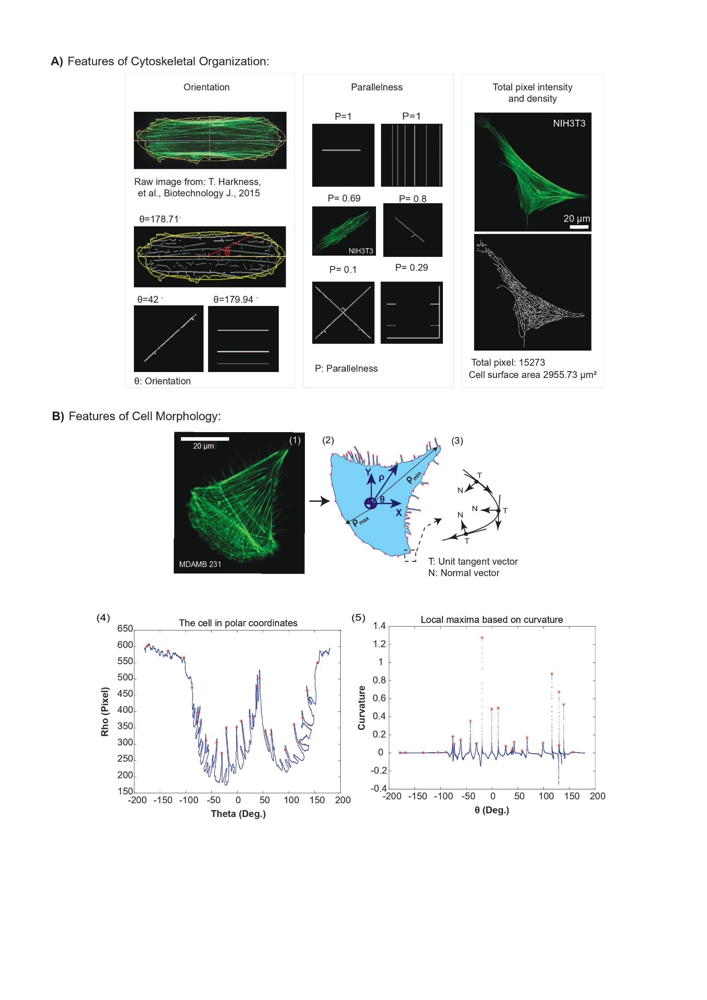 A) Features of Cytoskeletal Organization:
Orientation
Raw image from: T. Harkness,
et al., Biotechnology J., 2015
θ=178.71°
θ
θ=42 °
θ=179.94 °
θ: Orientation
Parallelness
P=1
P=1
P= 0.69
P= 0.8
NIH3T3
P= 0.1
P= 0.29
P: Parallelness
Total pixel intensity
and density
NIH3T3
20 μm
Total pixel: 15273
Cell surface area 2955.73 μm²
B) Features of Cell Morphology:
(1)
20 μm
MDAMB 231
(2)
Y
ρ
ρmin
θ
X
ρmax
(3)
T
N
N
T
N
T
T: Unit tangent vector
N: Normal vector
(4)
The cell in polar coordinates
650
600
550
500
450
400
350
300
250
200
150
Rho (Pixel)
-200 -150 -100 -50 0 50 100 150 200
Theta (Deg.)
(5)
Local maxima based on curvature
1.4
1.2
1
0.8
0.6
0.4
0.2
0
-0.2
-0.4
Curvature
-200 -150 -100 -50 0 50 100 150 200
θ (Deg.)